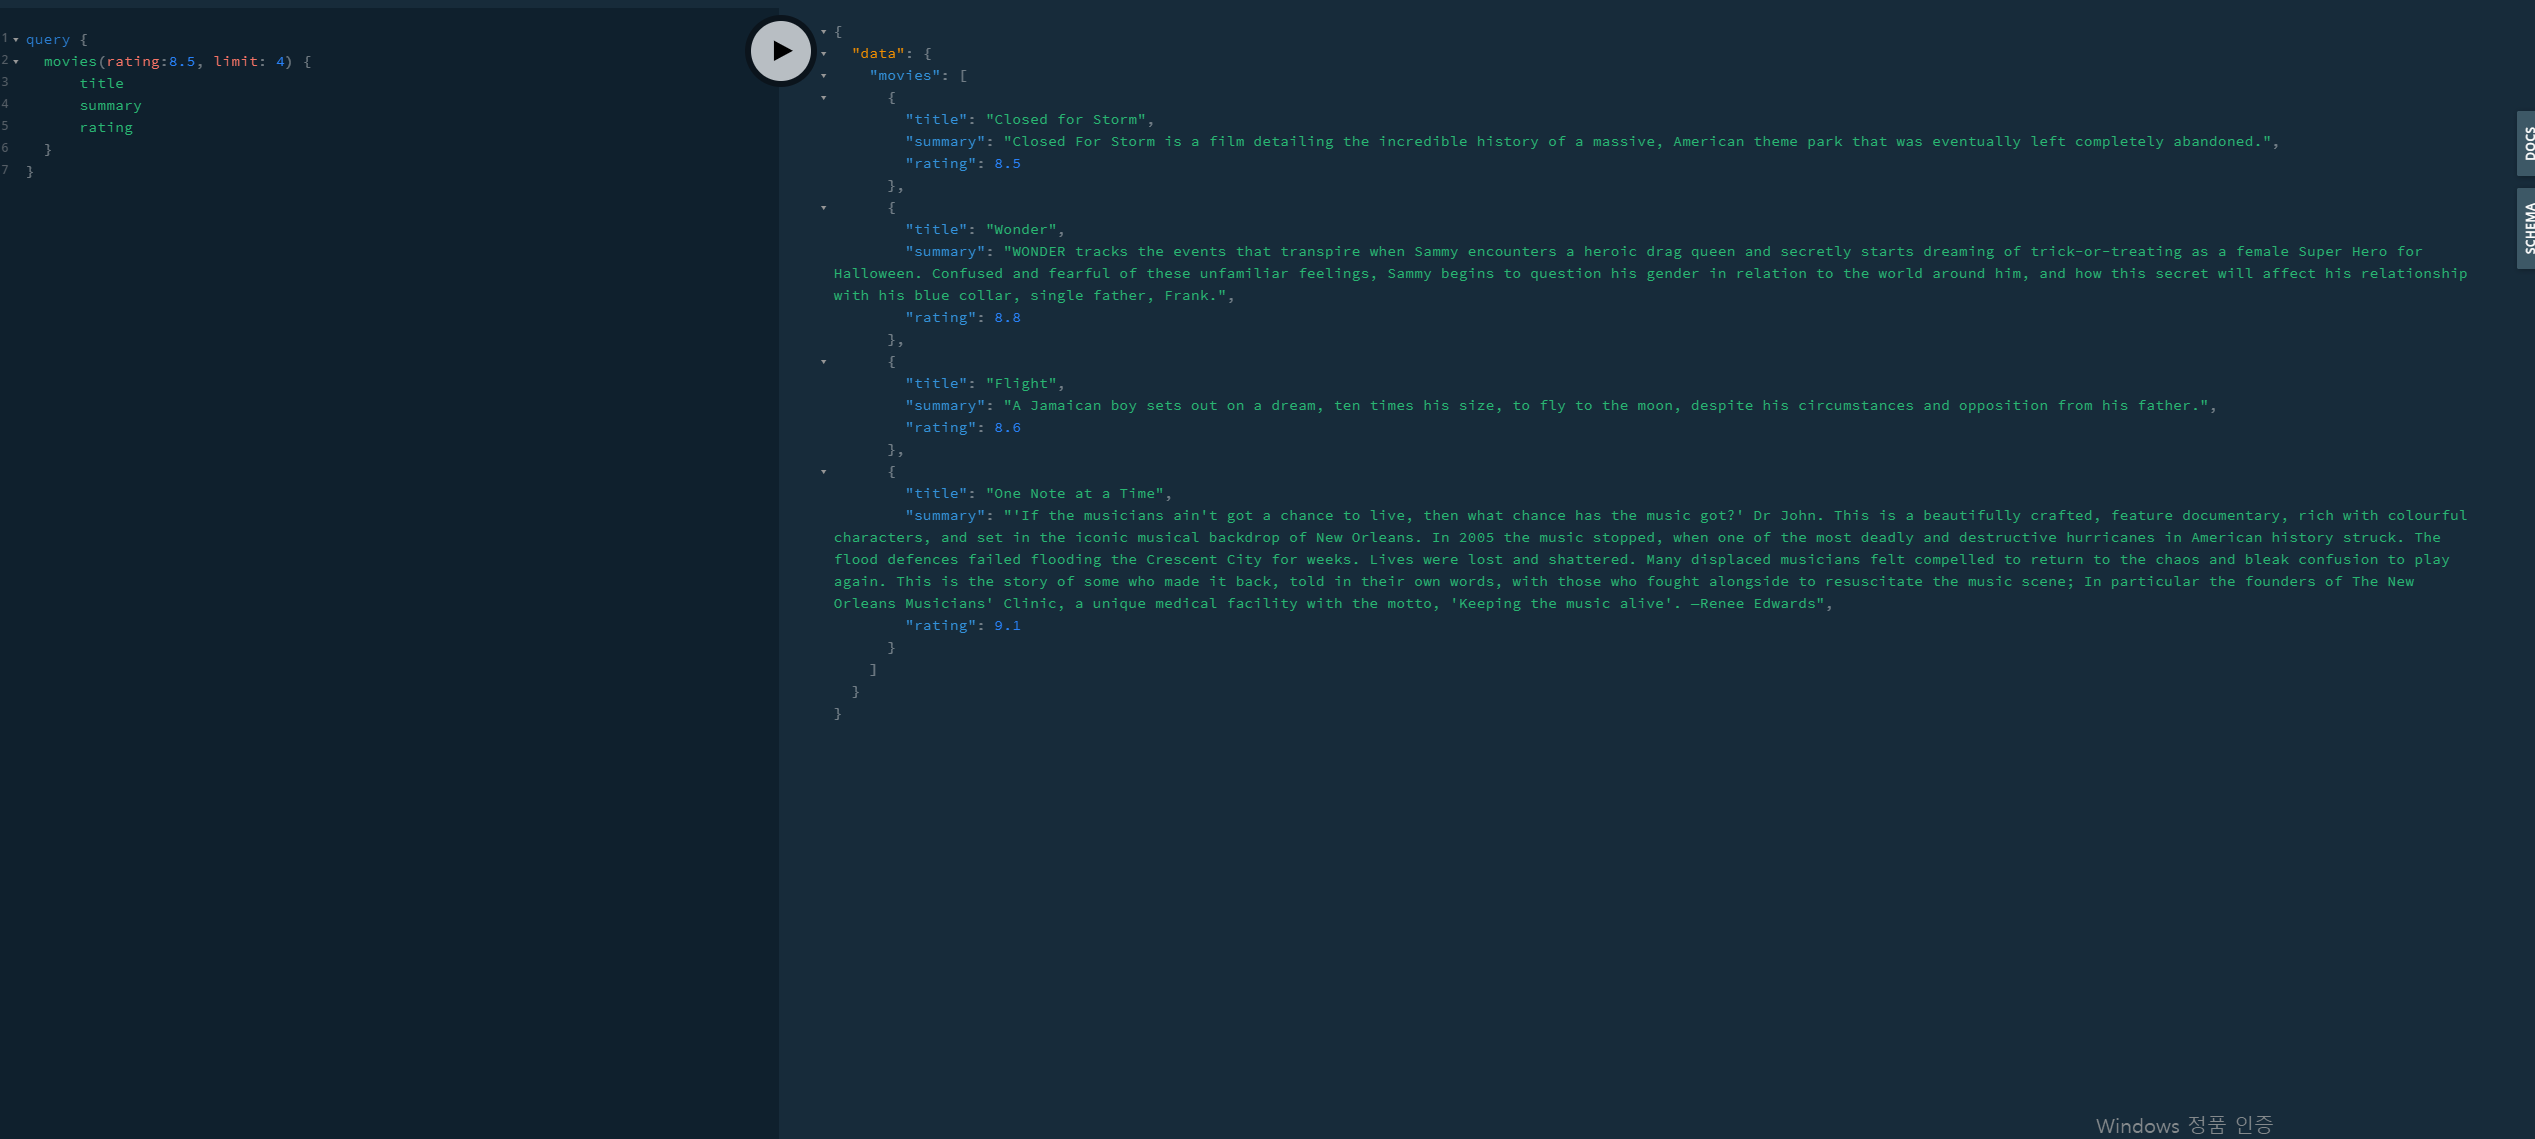 1 query {
2 movies(rating:8.5, limit: 4) {
3 title
4 summary
5 rating
6 }
7 }
{
"data": {
"movies": [
{
"title": "Closed for Storm",
"summary": "Closed For Storm is a film detailing the incredible history of a massive, American theme park that was eventually left completely abandoned.",
"rating": 8.5
},
{
"title": "Wonder",
"summary": "WONDER tracks the events that transpire when Sammy encounters a heroic drag queen and secretly starts dreaming of trick-or-treating as a female Super Hero for
Halloween. Confused and fearful of these unfamiliar feelings, Sammy begins to question his gender in relation to the world around him, and how this secret will affect his relationship
with his blue collar, single father, Frank.",
"rating": 8.8
},
{
"title": "Flight",
"summary": "A Jamaican boy sets out on a dream, ten times his size, to fly to the moon, despite his circumstances and opposition from his father.",
"rating": 8.6
},
{
"title": "One Note at a Time",
"summary": "'If the musicians ain't got a chance to live, then what chance has the music got?' Dr John. This is a beautifully crafted, feature documentary, rich with colourful
characters, and set in the iconic musical backdrop of New Orleans. In 2005 the music stopped, when one of the most deadly and destructive hurricanes in American history struck. The
flood defences failed flooding the Crescent City for weeks. Lives were lost and shattered. Many displaced musicians felt compelled to return to the chaos and bleak confusion to play
again. This is the story of some who made it back, told in their own words, with those who fought alongside to resuscitate the music scene; In particular the founders of The New
Orleans Musicians' Clinic, a unique medical facility with the motto, 'Keeping the music alive'. —Renee Edwards",
"rating": 9.1
}
]
}
}
DOCS
SCHEMA
Windows 정품 인증